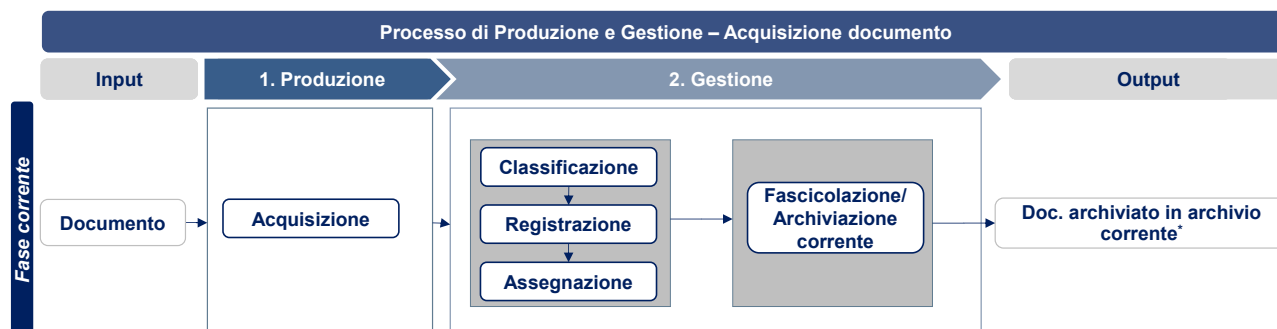 Processo di Produzione e Gestione – Acquisizione documento
Input
1. Produzione
2. Gestione
Output
Fase corrente
Documento
Acquisizione
Classificazione
Registrazione
Assegnazione
Fascicolazione/
Archiviazione
corrente
Doc. archiviato in archivio
corrente*